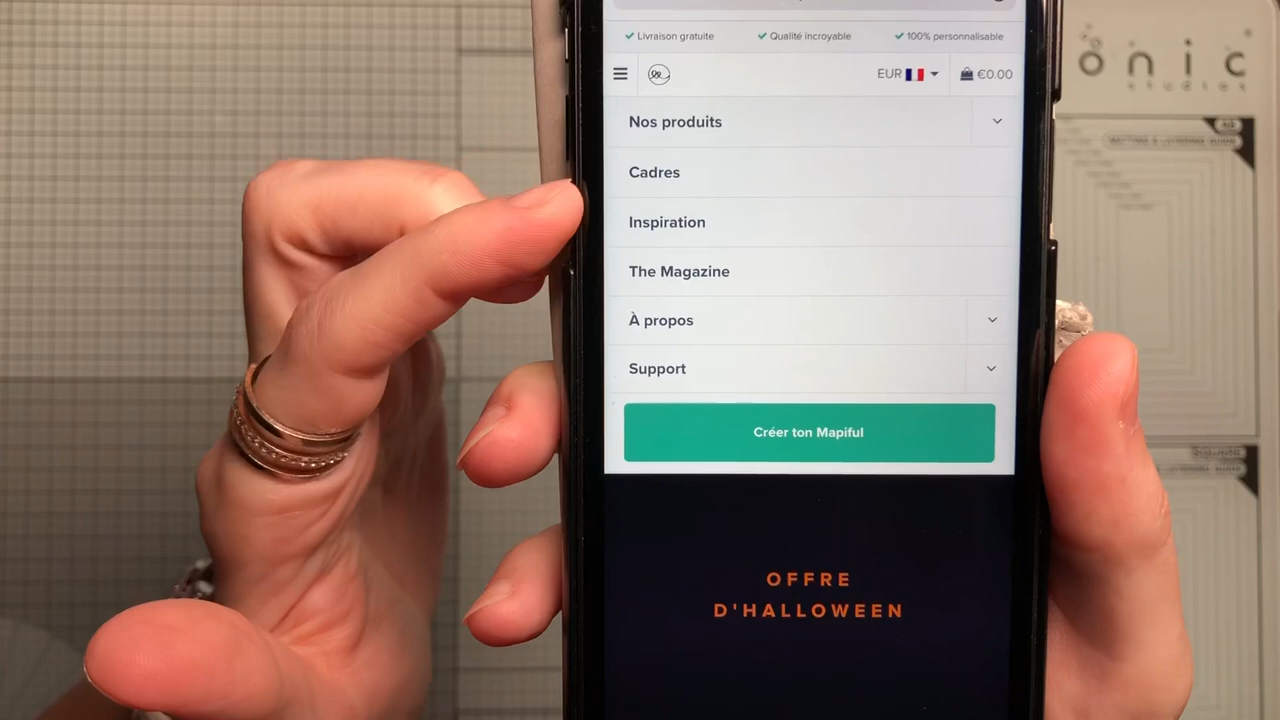 Livraison gratuite
Qualité incroyable
100% personnalisable
EUR
€0.00
Nos produits
Cadres
Inspiration
The Magazine
À propos
Support
Créer ton Mapiful
OFFRE
D'HALLOWEEN
onic
studios